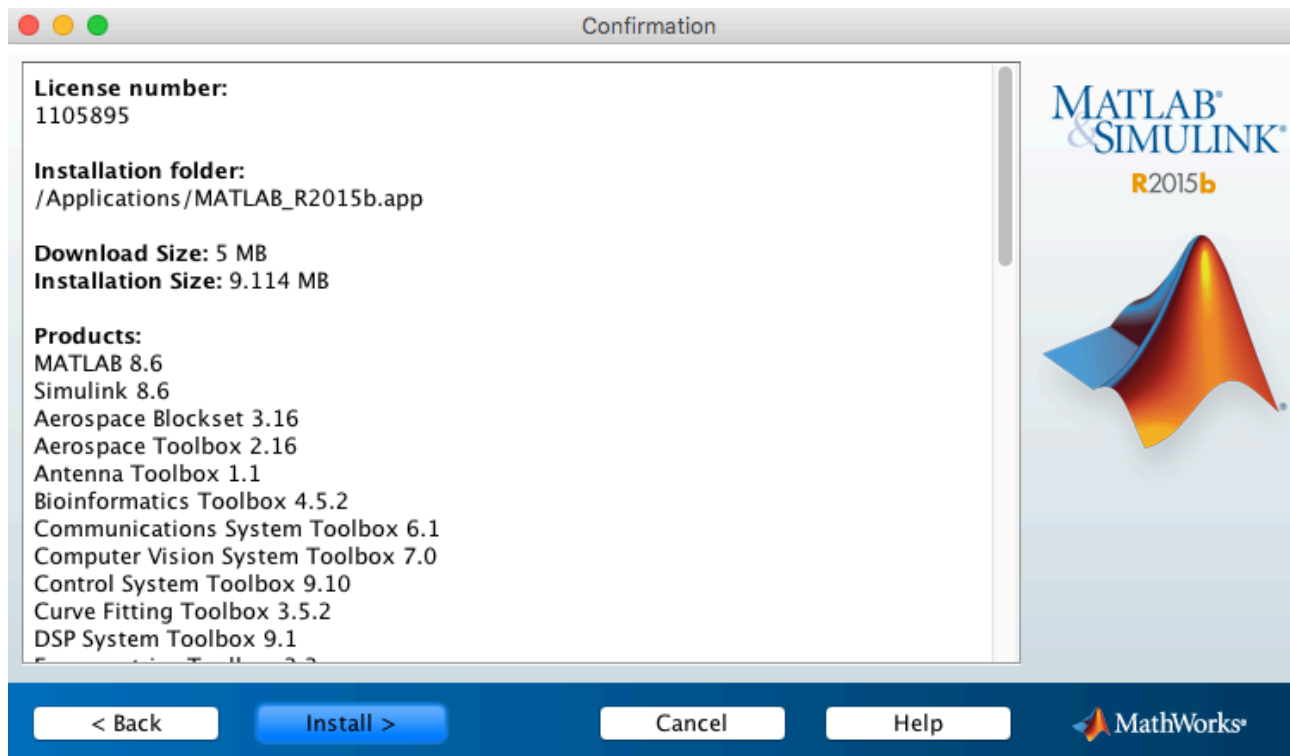 Confirmation
License number:
1105895
Installation folder:
/Applications/MATLAB_R2015b.app
Download Size: 5 MB
Installation Size: 9.114 MB
Products:
MATLAB 8.6
Simulink 8.6
Aerospace Blockset 3.16
Aerospace Toolbox 2.16
Antenna Toolbox 1.1
Bioinformatics Toolbox 4.5.2
Communications System Toolbox 6.1
Computer Vision System Toolbox 7.0
Control System Toolbox 9.10
Curve Fitting Toolbox 3.5.2
DSP System Toolbox 9.1
MATLAB®
&SIMULINK®
R2015b
< Back
Install >
Cancel
Help
MathWorks®